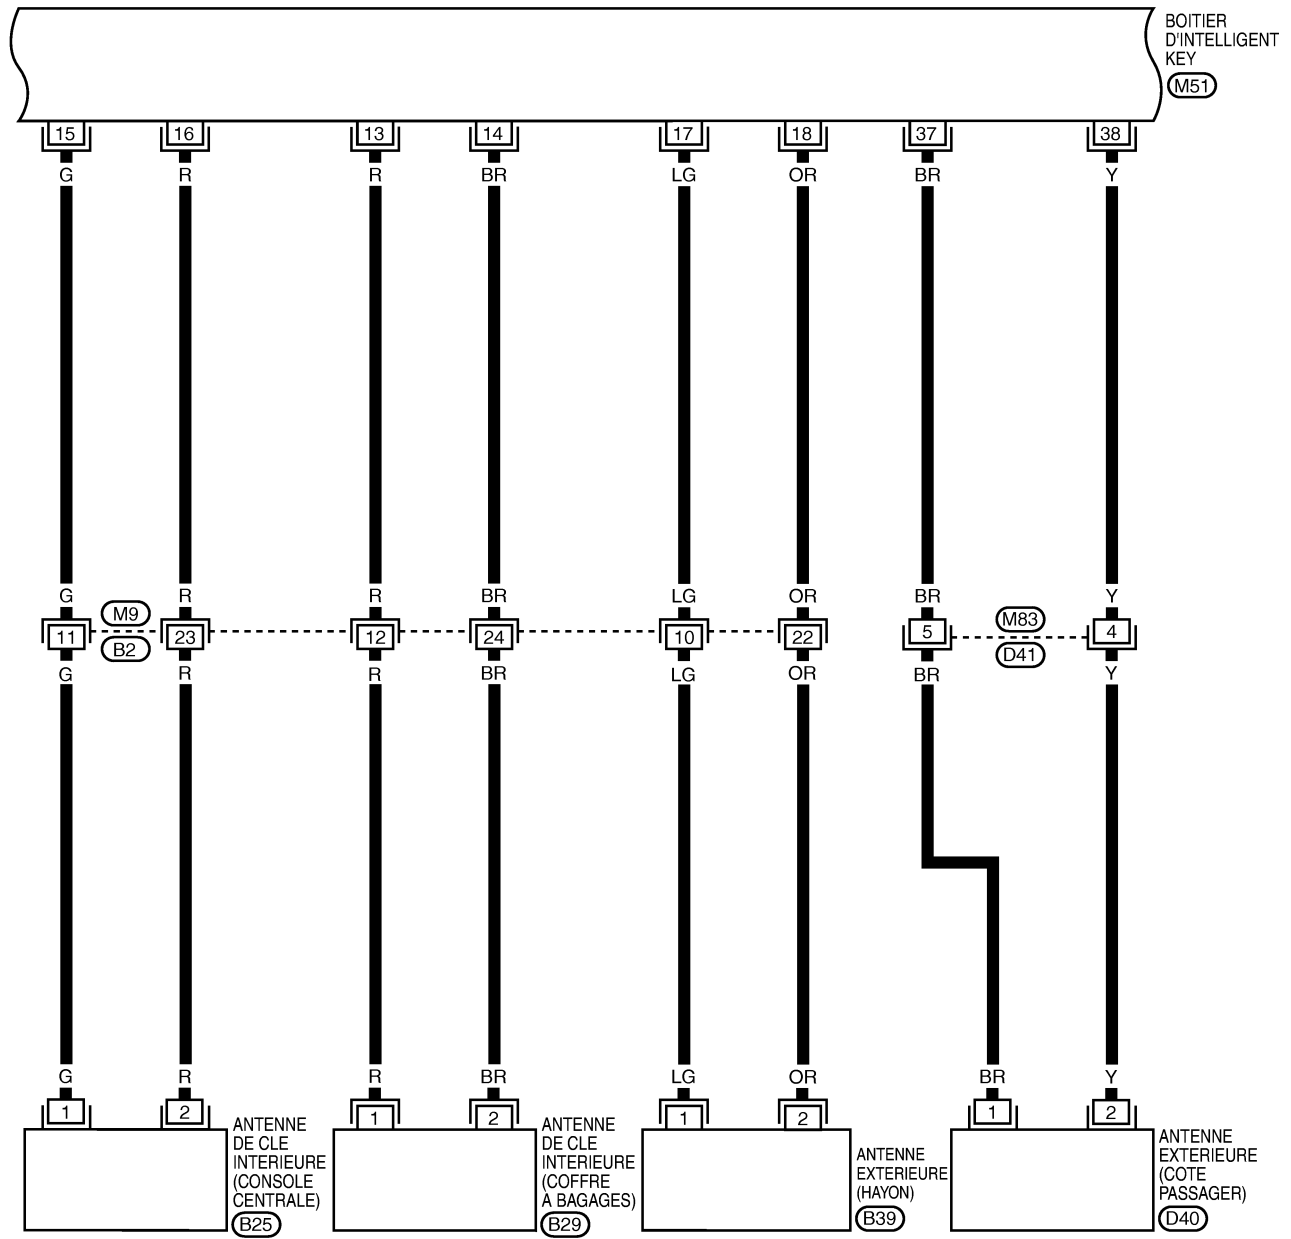 BOITIER
D'INTELLIGENT
KEY
M51
15 16 13 14 17 18 37 38
G R R BR LG OR BR Y
G R R BR LG OR BR Y
M9 M83
11 23 12 24 10 22 5 4
B2 D41
G R R BR LG OR BR Y
G R R BR LG OR BR Y
1 2 1 2 1 2 1 2
ANTENNE
DE CLE
INTERIEURE
(CONSOLE
CENTRALE)
B25
ANTENNE
DE CLE
INTERIEURE
(COFFRE
A BAGAGES)
B29
ANTENNE
EXTERIEURE
(HAYON)
B39
ANTENNE
EXTERIEURE
(COTE
PASSAGER)
D40